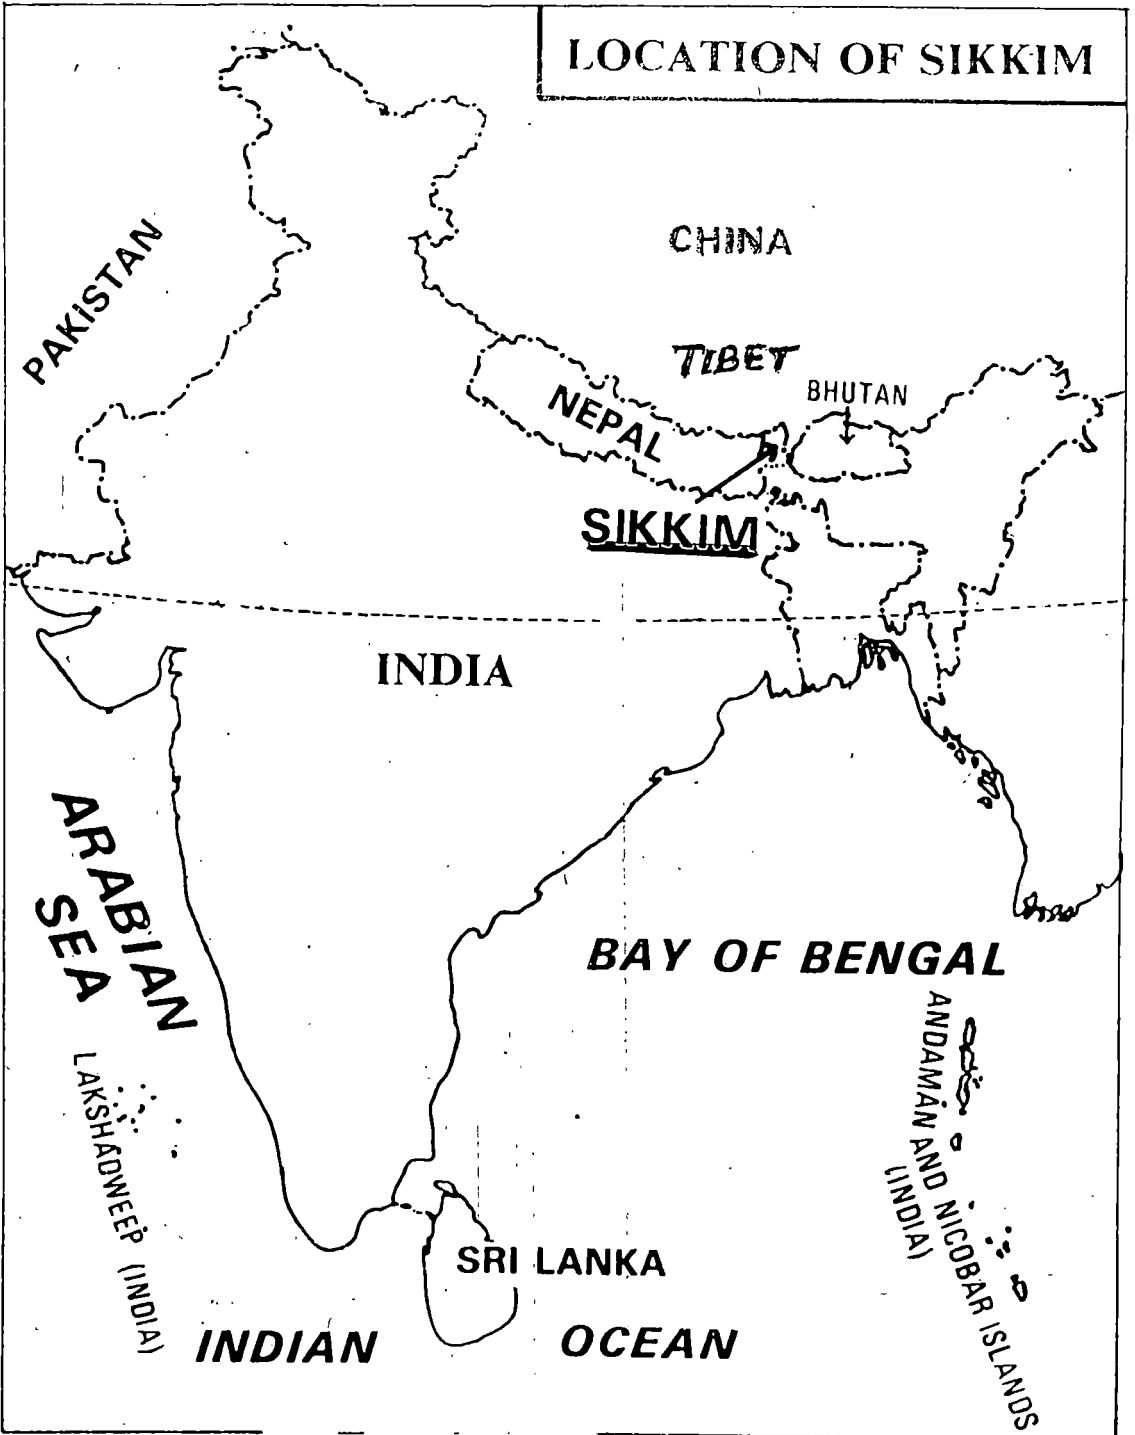 LOCATION OF SIKKIM
CHINA
PAKISTAN
TIBET
BHUTAN
NEPAL
SIKKIM
INDIA
ARABIAN
SEA
BAY OF BENGAL
ANDAMAN AND NICOBAR ISLANDS
(INDIA)
LAKSHADWEEP (INDIA)
SRI LANKA
INDIAN OCEAN